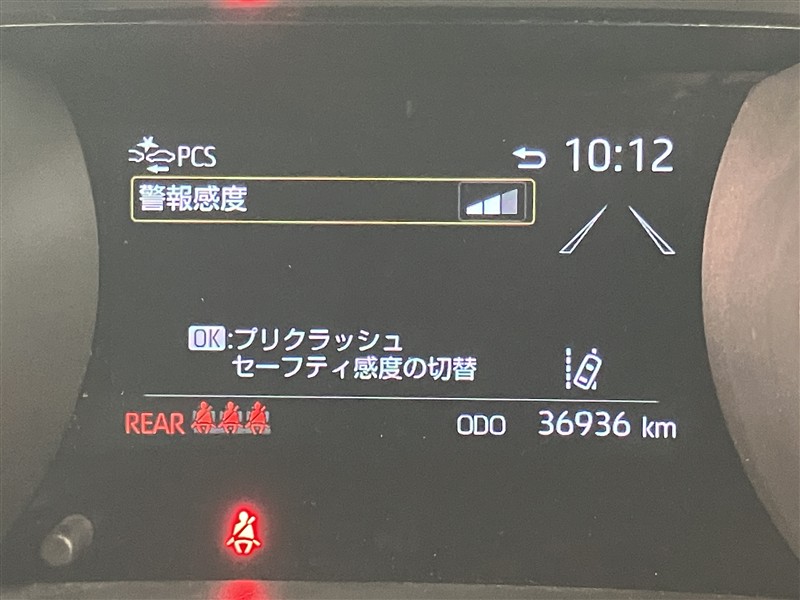 PCS
10:12
警報感度
OK:プリクラッシュ
セーフティ感度の切替
REAR
ODO 36936 km